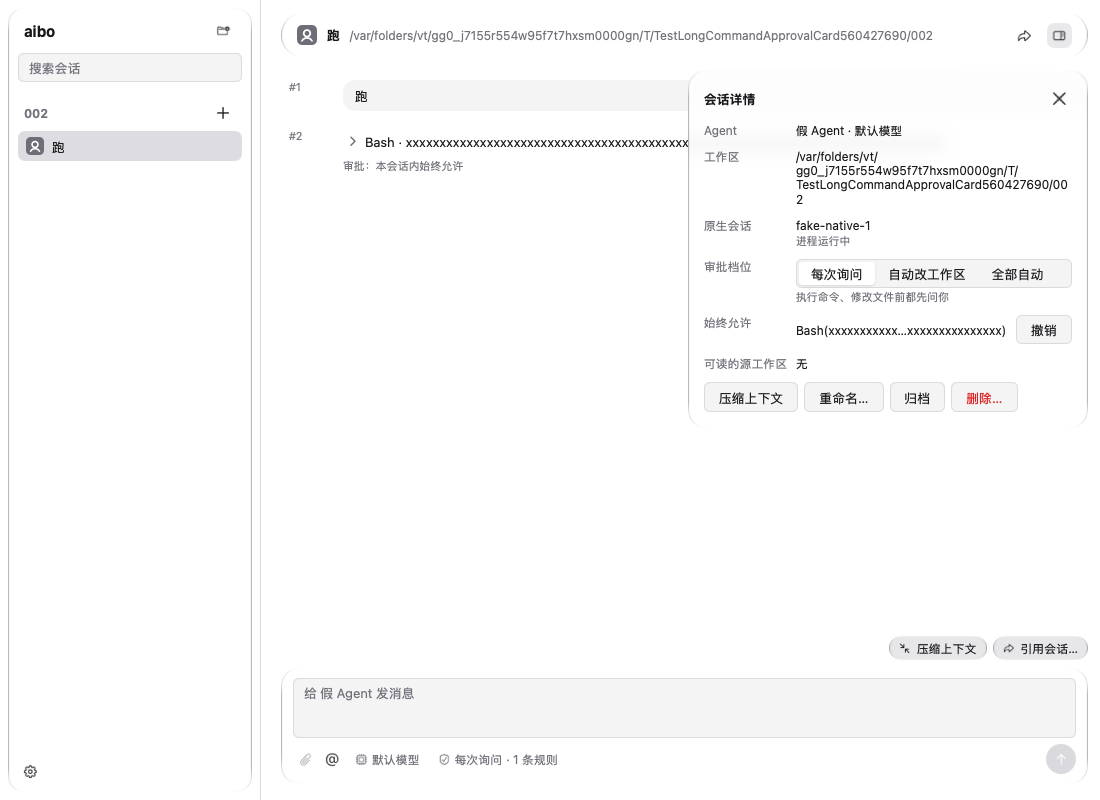 aibo
搜索会话
002
跑
跑 /var/folders/vt/gg0_j7155r554w95f7t7hxsm0000gn/T/TestLongCommandApprovalCard560427690/002
#1
跑
#2
Bash · xxxxxxxxxxxxxxxxxxxxxxxxxxxxxxxxxxxxxxxxxx
审批：本会话内始终允许
会话详情
Agent
假 Agent · 默认模型
工作区
/var/folders/vt/
gg0_j7155r554w95f7t7hxsm0000gn/T/
TestLongCommandApprovalCard560427690/00
2
原生会话
fake-native-1
进程运行中
审批档位
每次询问 自动改工作区 全部自动
执行命令、修改文件前都先问你
始终允许
Bash(xxxxxxxxxxx...xxxxxxxxxxxxxxx) 撤销
可读的源工作区 无
压缩上下文 重命名... 归档 删除...
压缩上下文 引用会话...
给 假 Agent 发消息
@ 默认模型 每次询问 · 1 条规则